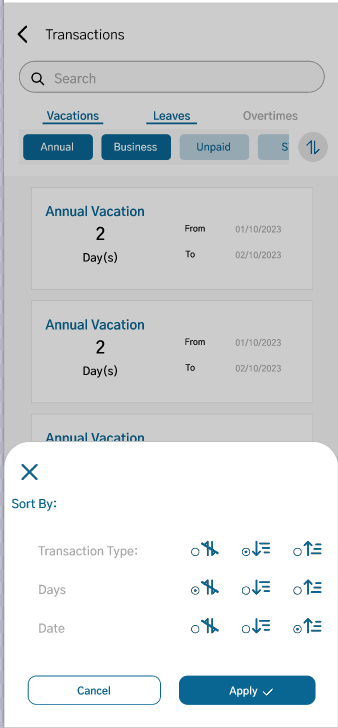 Transactions
Search
Vacations Leaves Overtimes
Annual Business Unpaid
Annual Vacation
2
Day(s)
From 01/10/2023
To 02/10/2023
Annual Vacation
2
Day(s)
From 01/10/2023
To 02/10/2023
Annual Vacation
Sort By:
Transaction Type:
Days
Date
Cancel Apply